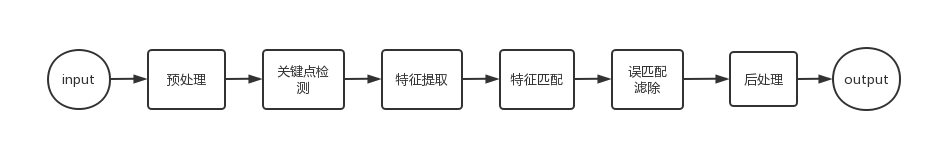 input
预处理
关键点检
测
特征提取
特征匹配
误匹配
滤除
后处理
output